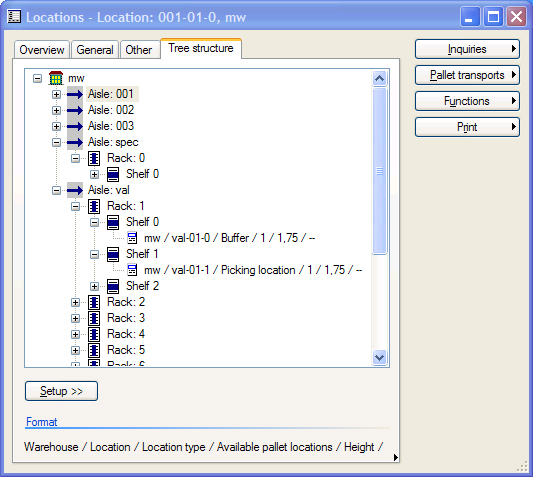 Locations - Location: 001-01-0, mw
Overview General Other Tree structure
mw
Aisle: 001
Aisle: 002
Aisle: 003
Aisle: spec
Rack: 0
Shelf 0
Aisle: val
Rack: 1
Shelf 0
mw / val-01-0 / Buffer / 1 / 1,75 / --
Shelf 1
mw / val-01-1 / Picking location / 1 / 1,75 / --
Shelf 2
Rack: 2
Rack: 3
Rack: 4
Rack: 5
Rack: 6
Setup >>
Format
Warehouse / Location / Location type / Available pallet locations / Height /
Inquiries
Pallet transports
Functions
Print